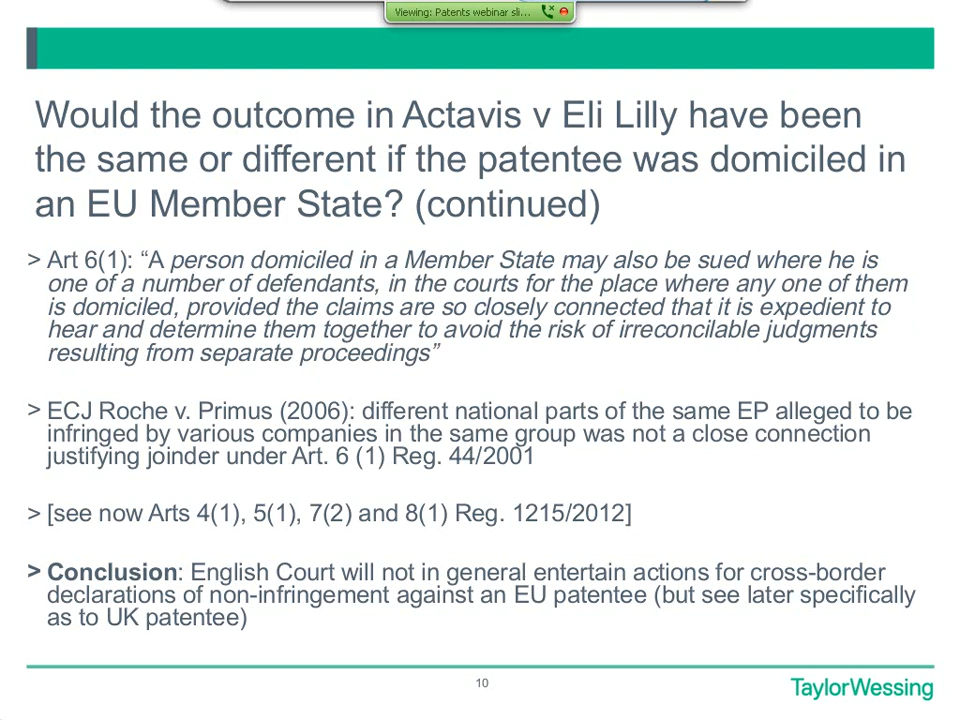 Viewing: Patents webinar sli...
Would the outcome in Actavis v Eli Lilly have been
the same or different if the patentee was domiciled in
an EU Member State? (continued)
> Art 6(1): “A person domiciled in a Member State may also be sued where he is
one of a number of defendants, in the courts for the place where any one of them
is domiciled, provided the claims are so closely connected that it is expedient to
hear and determine them together to avoid the risk of irreconcilable judgments
resulting from separate proceedings”
> ECJ Roche v. Primus (2006): different national parts of the same EP alleged to be
infringed by various companies in the same group was not a close connection
justifying joinder under Art. 6 (1) Reg. 44/2001
> [see now Arts 4(1), 5(1), 7(2) and 8(1) Reg. 1215/2012]
> Conclusion: English Court will not in general entertain actions for cross-border
declarations of non-infringement against an EU patentee (but see later specifically
as to UK patentee)
10
TaylorWessing